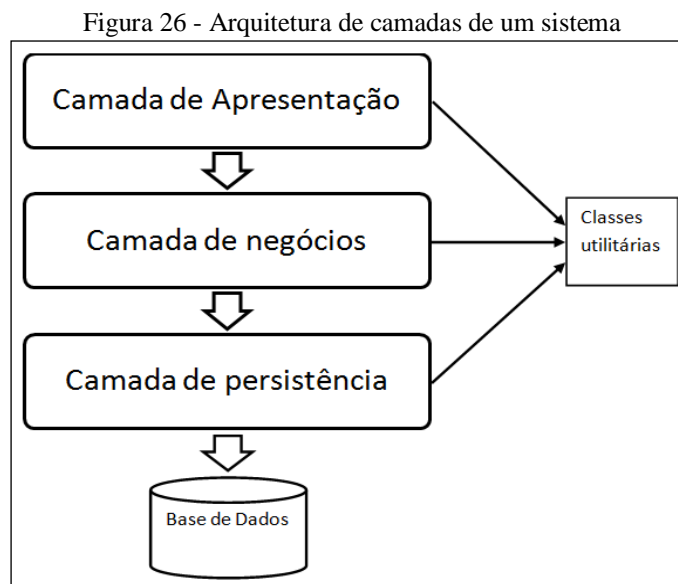 Figura 26 - Arquitetura de camadas de um sistema
Camada de Apresentação
Camada de negócios
Classes
utilitárias
Camada de persistência
Base de Dados